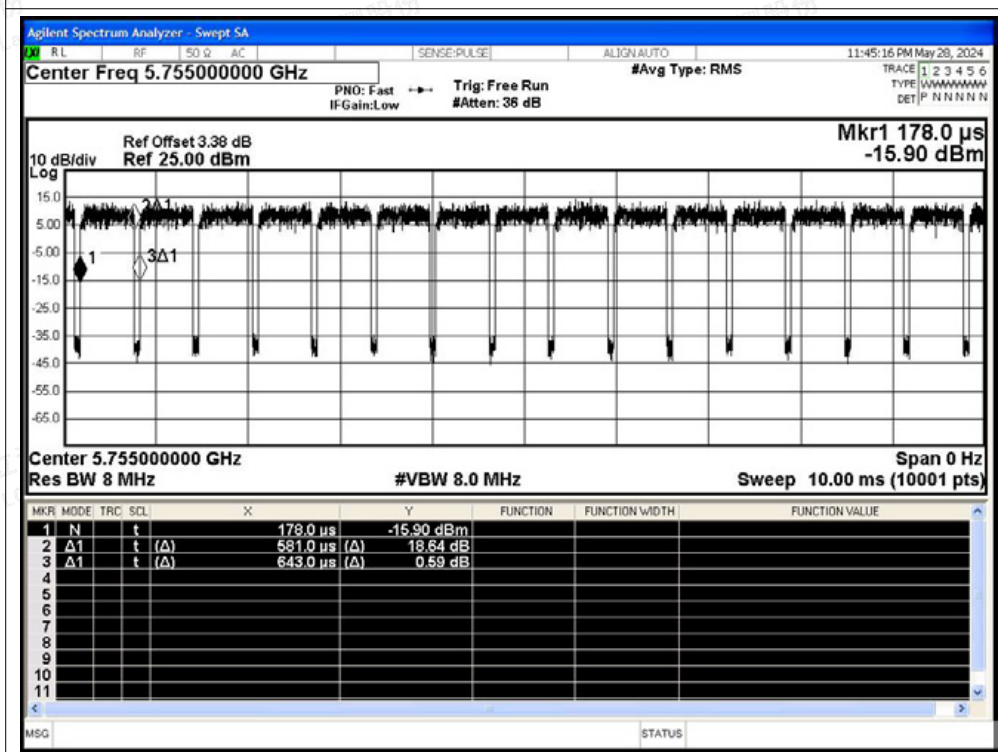 Agilent Spectrum Analyzer - Swept SA
LXI RL RF 50 Ω AC SENSE:PULSE ALIGNAUTO 11:45:16 PM May 28, 2024
Center Freq 5.755000000 GHz #Avg Type: RMS TRACE 1 2 3 4 5 6
PNO: Fast Trig: Free Run TYPE WWWWWW
IFGain:Low #Atten: 36 dB DET P N N N N N
Ref Offset 3.38 dB Mkr1 178.0 µs
10 dB/div Ref 25.00 dBm -15.90 dBm
Log
15.0
2Δ1
5.00
-5.00
1 3Δ1
-15.0
-25.0
-35.0
-45.0
-55.0
-65.0
Center 5.755000000 GHz Span 0 Hz
Res BW 8 MHz #VBW 8.0 MHz Sweep 10.00 ms (10001 pts)
MKR MODE TRC SCL X Y FUNCTION FUNCTION WIDTH FUNCTION VALUE
1 N t 178.0 µs -15.90 dBm
2 Δ1 t (Δ) 581.0 µs (Δ) 18.64 dB
3 Δ1 t (Δ) 643.0 µs (Δ) 0.59 dB
4
5
6
7
8
9
10
11
MSG STATUS